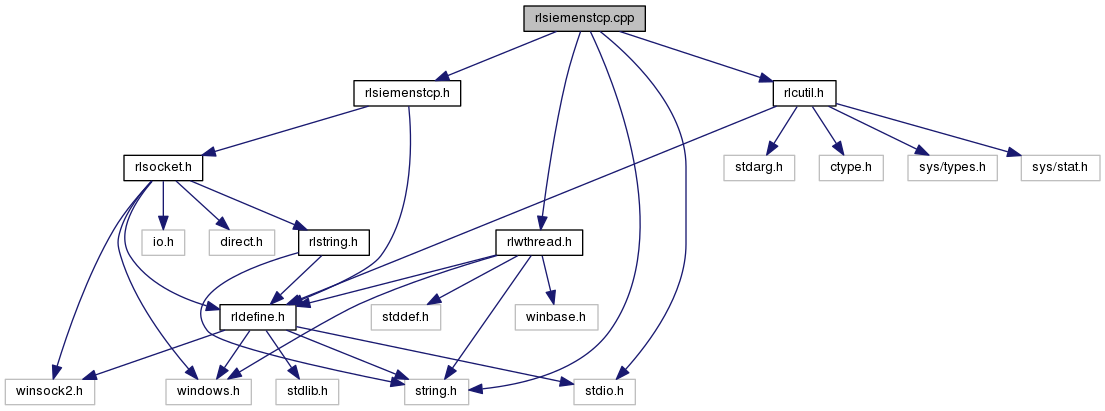 rlsiemenstcp.cpp
rlsiemenstcp.h
rlcutil.h
rlsocket.h
stdarg.h
ctype.h
sys/types.h
sys/stat.h
io.h
direct.h
rlstring.h
rlwthread.h
rldefine.h
stddef.h
winbase.h
winsock2.h
windows.h
stdlib.h
string.h
stdio.h